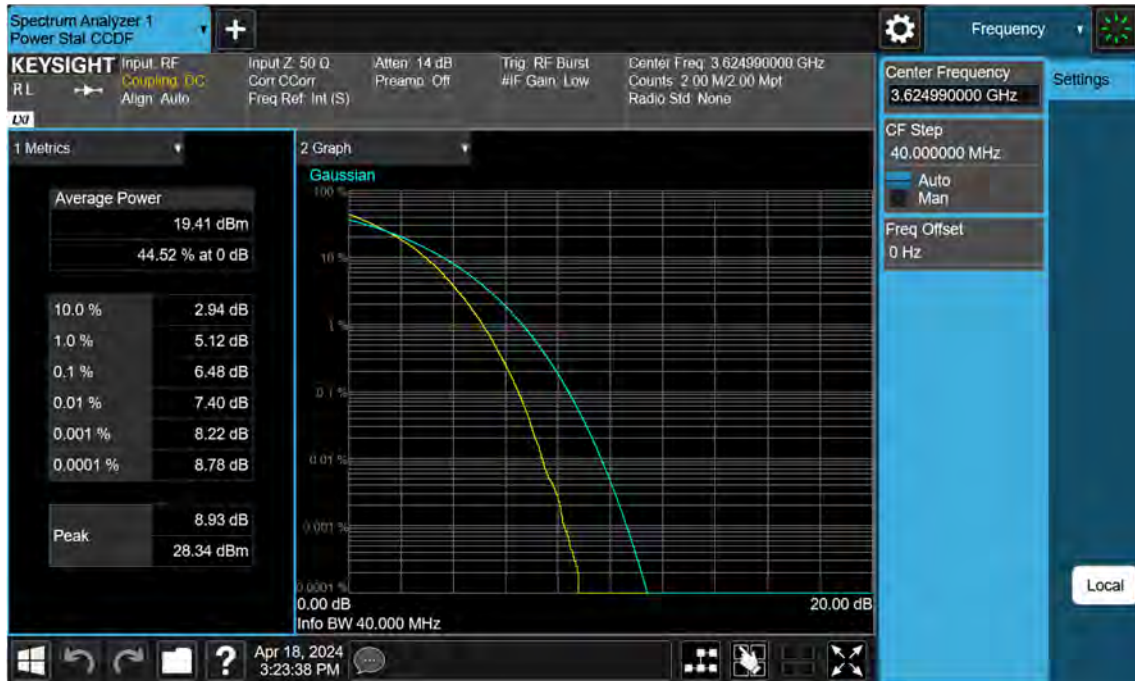 Spectrum Analyzer 1
Power Stat CCDF
Frequency
KEYSIGHT
RL
LXI
Input: RF
Coupling: DC
Align: Auto
Input Z: 50 Ω
Corr CCorr
Freq Ref: Int (S)
Atten: 14 dB
Preamp: Off
Trig: RF Burst
#IF Gain: Low
Center Freq: 3.624990000 GHz
Counts: 2.00 M/2.00 Mpt
Radio Std: None
Center Frequency
3.624990000 GHz
Settings
CF Step
40.000000 MHz
Auto
Man
Freq Offset
0 Hz
1 Metrics
Average Power
19.41 dBm
44.52 % at 0 dB
10.0 % 2.94 dB
1.0 % 5.12 dB
0.1 % 6.48 dB
0.01 % 7.40 dB
0.001 % 8.22 dB
0.0001 % 8.78 dB
Peak
8.93 dB
28.34 dBm
2 Graph
Gaussian
100 %
10 %
1 %
0.1 %
0.01 %
0.001 %
0.0001 %
0.00 dB 20.00 dB
Info BW 40.000 MHz
Local
?
Apr 18, 2024
3:23:38 PM